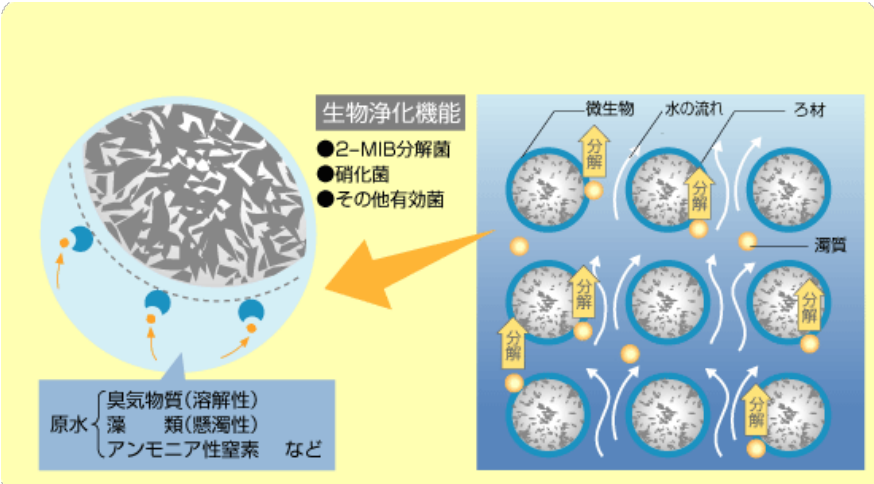 生物浄化機能
●2-MIB分解菌
●硝化菌
●その他有効菌
微生物
水の流れ
ろ材
分解
分解
濁質
分解
分解
分解
分解
原水
臭気物質(溶解性)
藻　　類(懸濁性)
アンモニア性窒素　など